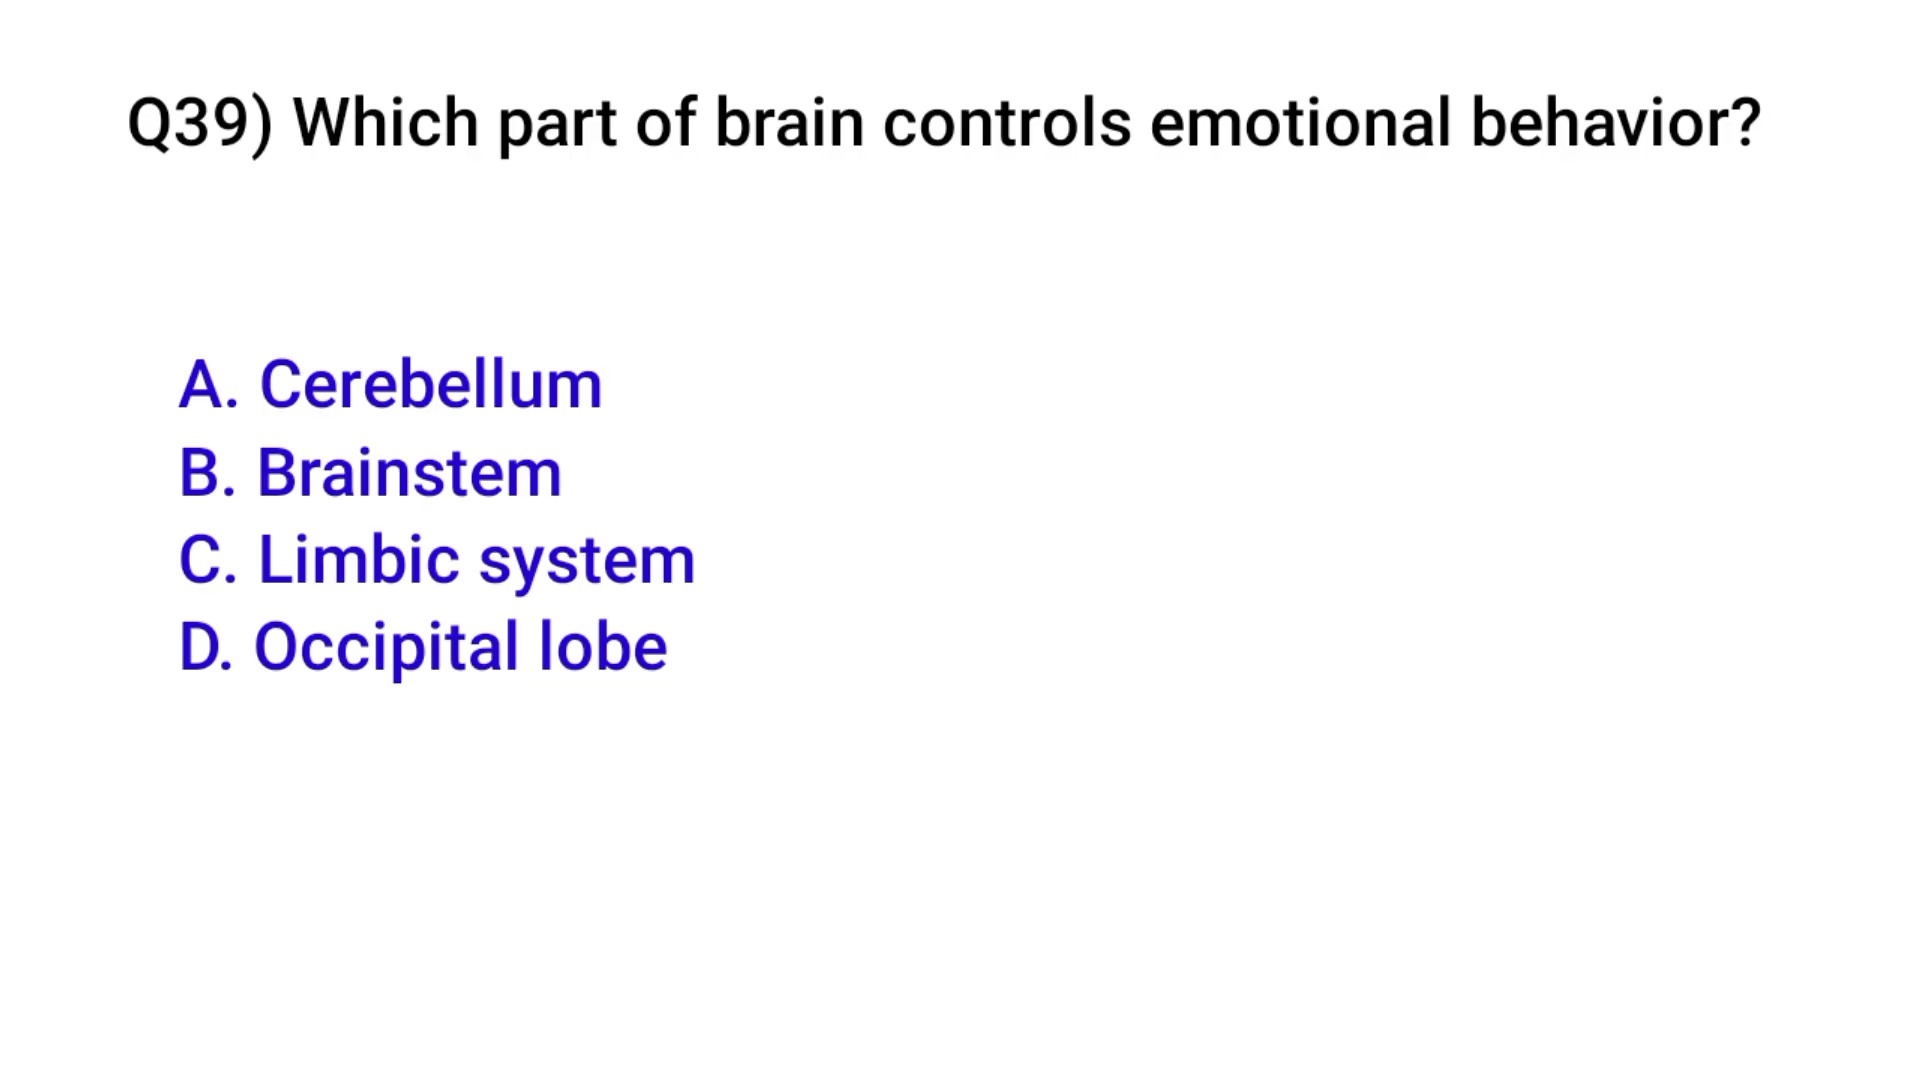 Q39) Which part of brain controls emotional behavior?
A. Cerebellum
B. Brainstem
C. Limbic system
D. Occipital lobe